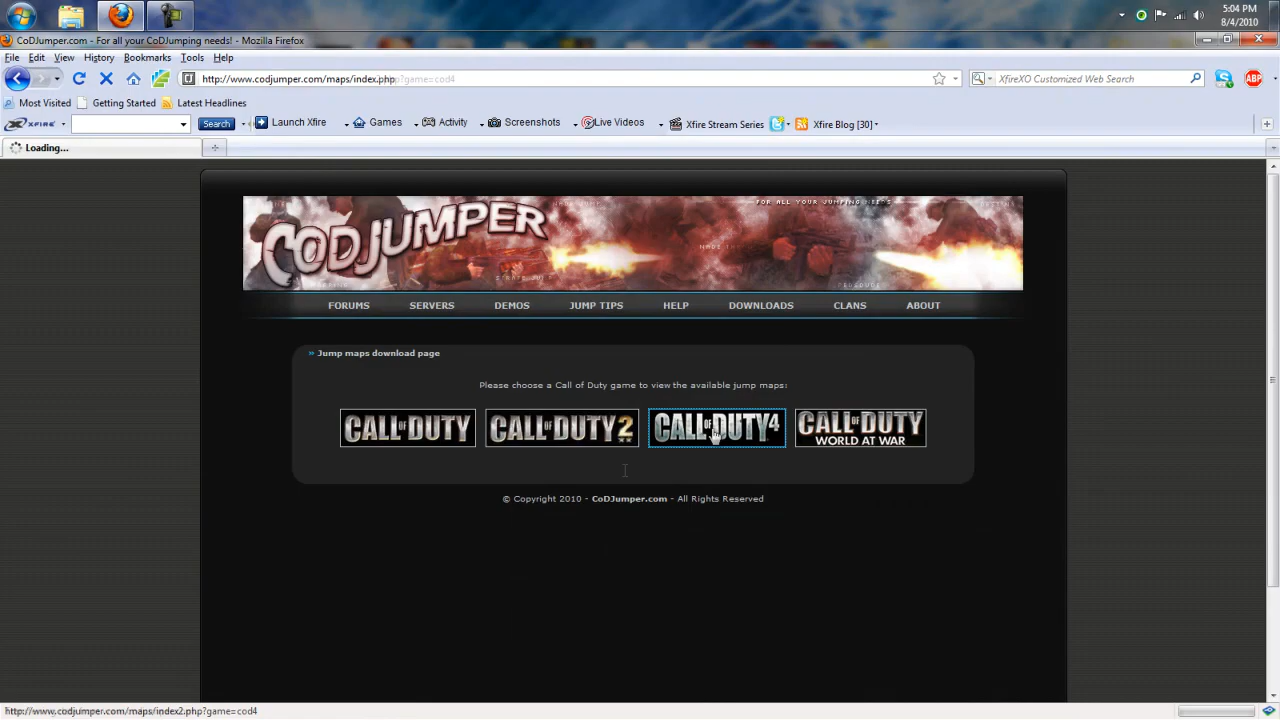 5:04 PM
8/4/2010
CoDJumper.com - For all your CoDJumping needs! - Mozilla Firefox
File Edit View History Bookmarks Tools Help
http://www.codjumper.com/maps/index.php?game=cod4
XfireXO Customized Web Search
ABP
Most Visited Getting Started Latest Headlines
XFIRE Search Launch Xfire Games Activity Screenshots Live Videos Xfire Stream Series Xfire Blog [30]
Loading...
CODJUMPER
FOR ALL YOUR JUMPING NEEDS
FORUMS SERVERS DEMOS JUMP TIPS HELP DOWNLOADS CLANS ABOUT
» Jump maps download page
Please choose a Call of Duty game to view the available jump maps:
CALL OF DUTY CALL OF DUTY 2 CALL OF DUTY 4 CALL OF DUTY WORLD AT WAR
© Copyright 2010 - CoDJumper.com - All Rights Reserved
http://www.codjumper.com/maps/index2.php?game=cod4